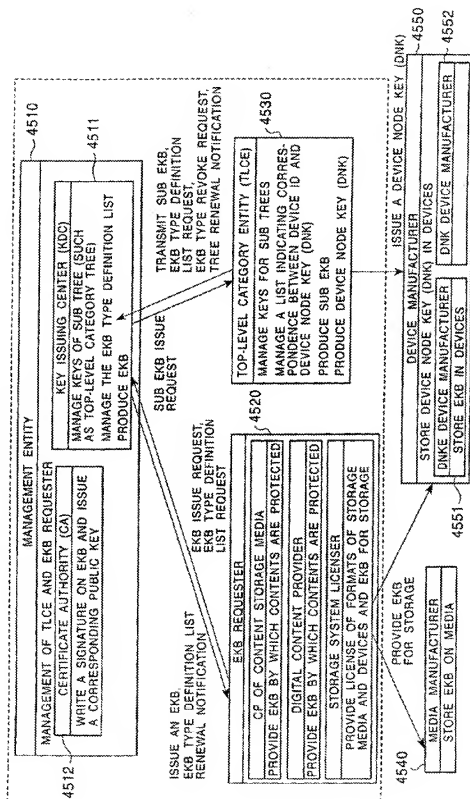 4510
MANAGEMENT ENTITY
MANAGEMENT OF TLCE AND EKB REQUESTER
CERTIFICATE AUTHORITY (CA)
WRITE A SIGNATURE ON EKB AND ISSUE
A CORRESPONDING PUBLIC KEY
4512
KEY ISSUING CENTER (KDC)
MANAGE KEYS OF SUB TREE (SUCH
AS TOP-LEVEL CATEGORY TREE)
MANAGE THE EKB TYPE DEFINITION LIST
PRODUCE EKB
4511
ISSUE AN EKB,
EKB TYPE DEFINITION LIST
RENEWAL NOTIFICATION
EKB ISSUE REQUEST,
EKB TYPE DEFINITION
LIST REQUEST
SUB EKB ISSUE
REQUEST
TRANSMIT SUB EKB,
EKB TYPE DEFINITION
LIST REQUEST,
EKB TYPE REVOKE REQUEST,
TREE RENEWAL NOTIFICATION
4520
EKB REQUESTER
CP OF CONTENT STORAGE MEDIA
PROVIDE EKB BY WHICH CONTENTS ARE PROTECTED
DIGITAL CONTENT PROVIDER
PROVIDE EKB BY WHICH CONTENTS ARE PROTECTED
STORAGE SYSTEM LICENSER
PROVIDE LICENSE OF FORMATS OF STORAGE
MEDIA AND DEVICES AND EKB FOR STORAGE
4530
TOP-LEVEL CATEGORY ENTITY (TLCE)
MANAGE KEYS FOR SUB TREES
MANAGE A LIST INDICATING CORRES-
PONDENCE BETWEEN DEVICE ID AND
DEVICE NODE KEY (DNK)
PRODUCE SUB EKB
PRODUCE DEVICE NODE KEY (DNK)
PROVIDE EKB
FOR STORAGE
ISSUE A DEVICE NODE KEY (DNK)
MEDIA MANUFACTURER
STORE EKB ON MEDIA
4540
DEVICE MANUFACTURER
4550
STORE DEVICE NODE KEY (DNK) IN DEVICES
DNKE DEVICE MANUFACTURER
STORE EKB IN DEVICES
4551
DNK DEVICE MANUFACTURER
4552